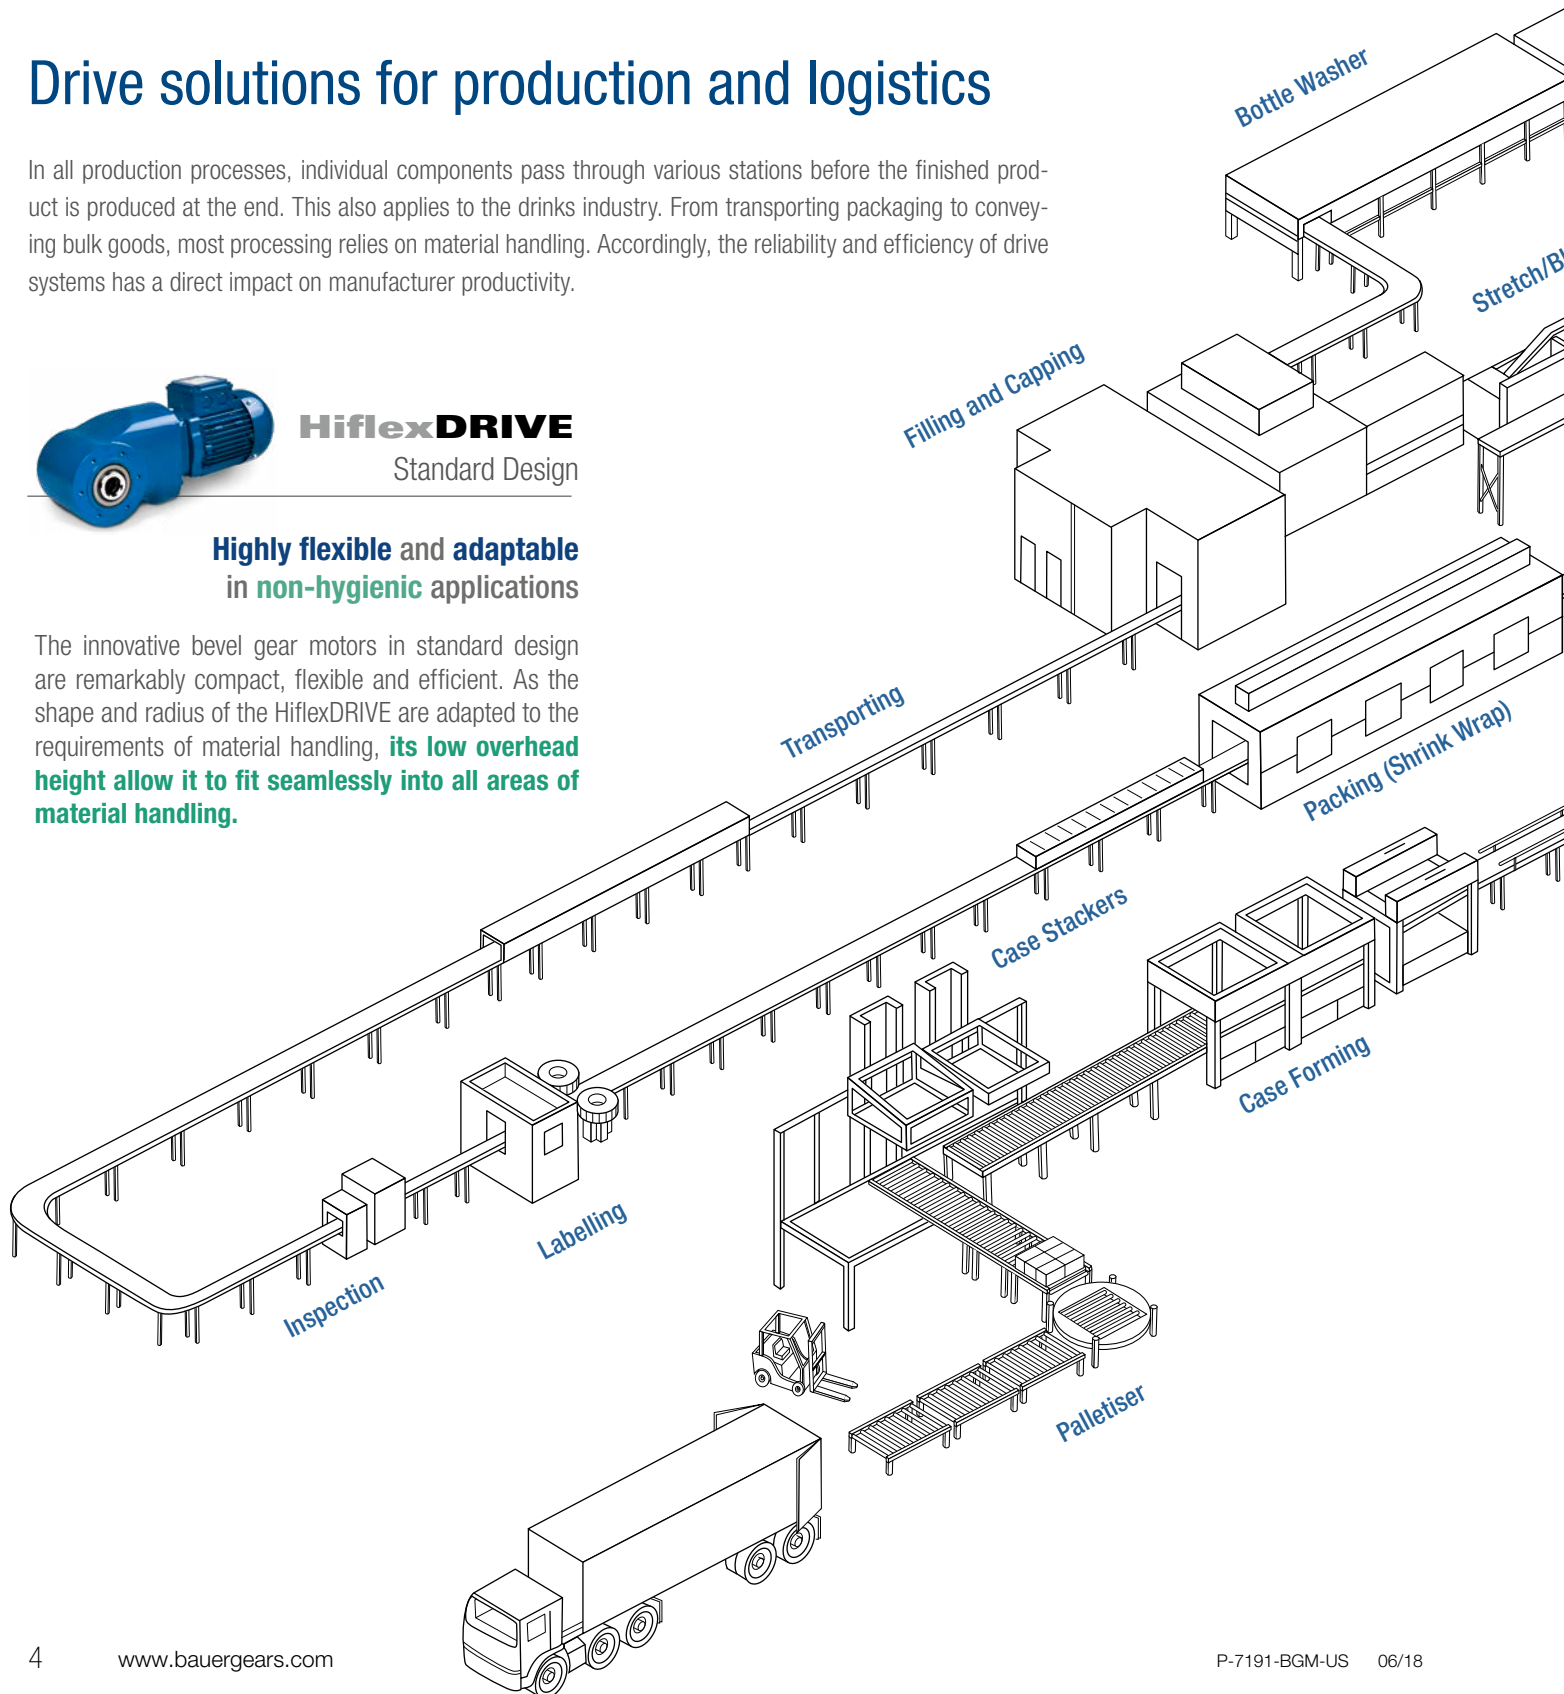 Drive solutions for production and logistics
In all production processes, individual components pass through various stations before the finished prod-
uct is produced at the end. This also applies to the drinks industry. From transporting packaging to convey-
ing bulk goods, most processing relies on material handling. Accordingly, the reliability and efficiency of drive
systems has a direct impact on manufacturer productivity.
HiflexDRIVE
Standard Design
Highly flexible and adaptable
in non-hygienic applications
The innovative bevel gear motors in standard design
are remarkably compact, flexible and efficient. As the
shape and radius of the HiflexDRIVE are adapted to the
requirements of material handling, its low overhead
height allow it to fit seamlessly into all areas of
material handling.
Bottle Washer
Stretch/Bl
Filling and Capping
Transporting
Packing (Shrink Wrap)
Case Stackers
Case Forming
Labelling
Inspection
Palletiser
4
www.bauergears.com
P-7191-BGM-US 06/18